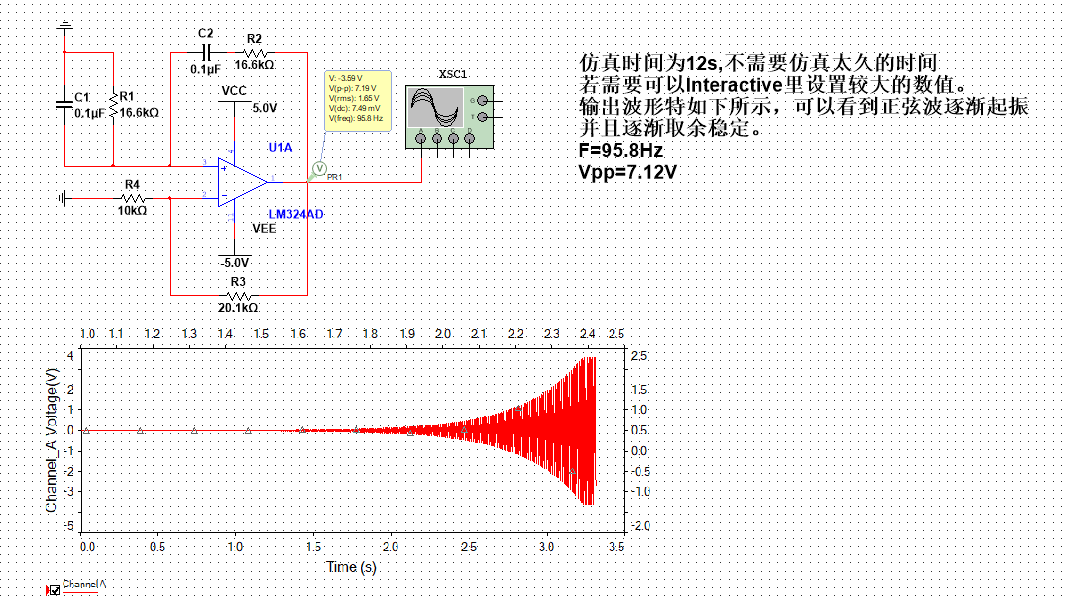 C2
R2
0.1µF
16.6kΩ
C1
0.1µF
R1
16.6kΩ
VCC
5.0V
V: -3.59 V
V(p-p): 7.19 V
V(rms): 1.65 V
V(dc): 7.49 mV
V(freq): 95.8 Hz
XSC1
G
T
A B C D
仿真时间为12s,不需要仿真太久的时间
若需要可以Interactive里设置较大的数值。
输出波形特如下所示，可以看到正弦波逐渐起振
并且逐渐取余稳定。
F=95.8Hz
Vpp=7.12V
U1A
4
3
+
V
PR1
1
2
-
11
R4
10kΩ
LM324AD
VEE
-5.0V
R3
20.1kΩ
1.0 1.1 1.2 1.3 1.4 1.5 1.6 1.7 1.8 1.9 2.0 2.1 2.2 2.3 2.4 2.5
Channel_A Voltage(V)
4
2
1
0
-1
-2
-3
-5
2.5
1.5
1.0
0.5
0.0
-0.5
-1.0
-2.0
0.0 0.5 1.0 1.5 2.0 2.5 3.0 3.5
Time (s)
Channel A